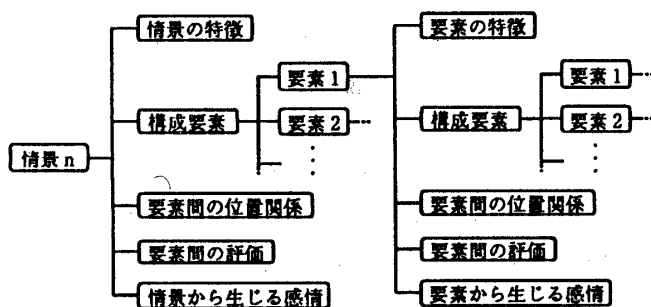 情景の特徴
要素の特徴
要素1
要素1
構成要素
要素2
構成要素
要素2
情景n
要素間の位置関係
要素間の位置関係
要素間の評価
要素間の評価
情景から生じる感情
要素から生じる感情